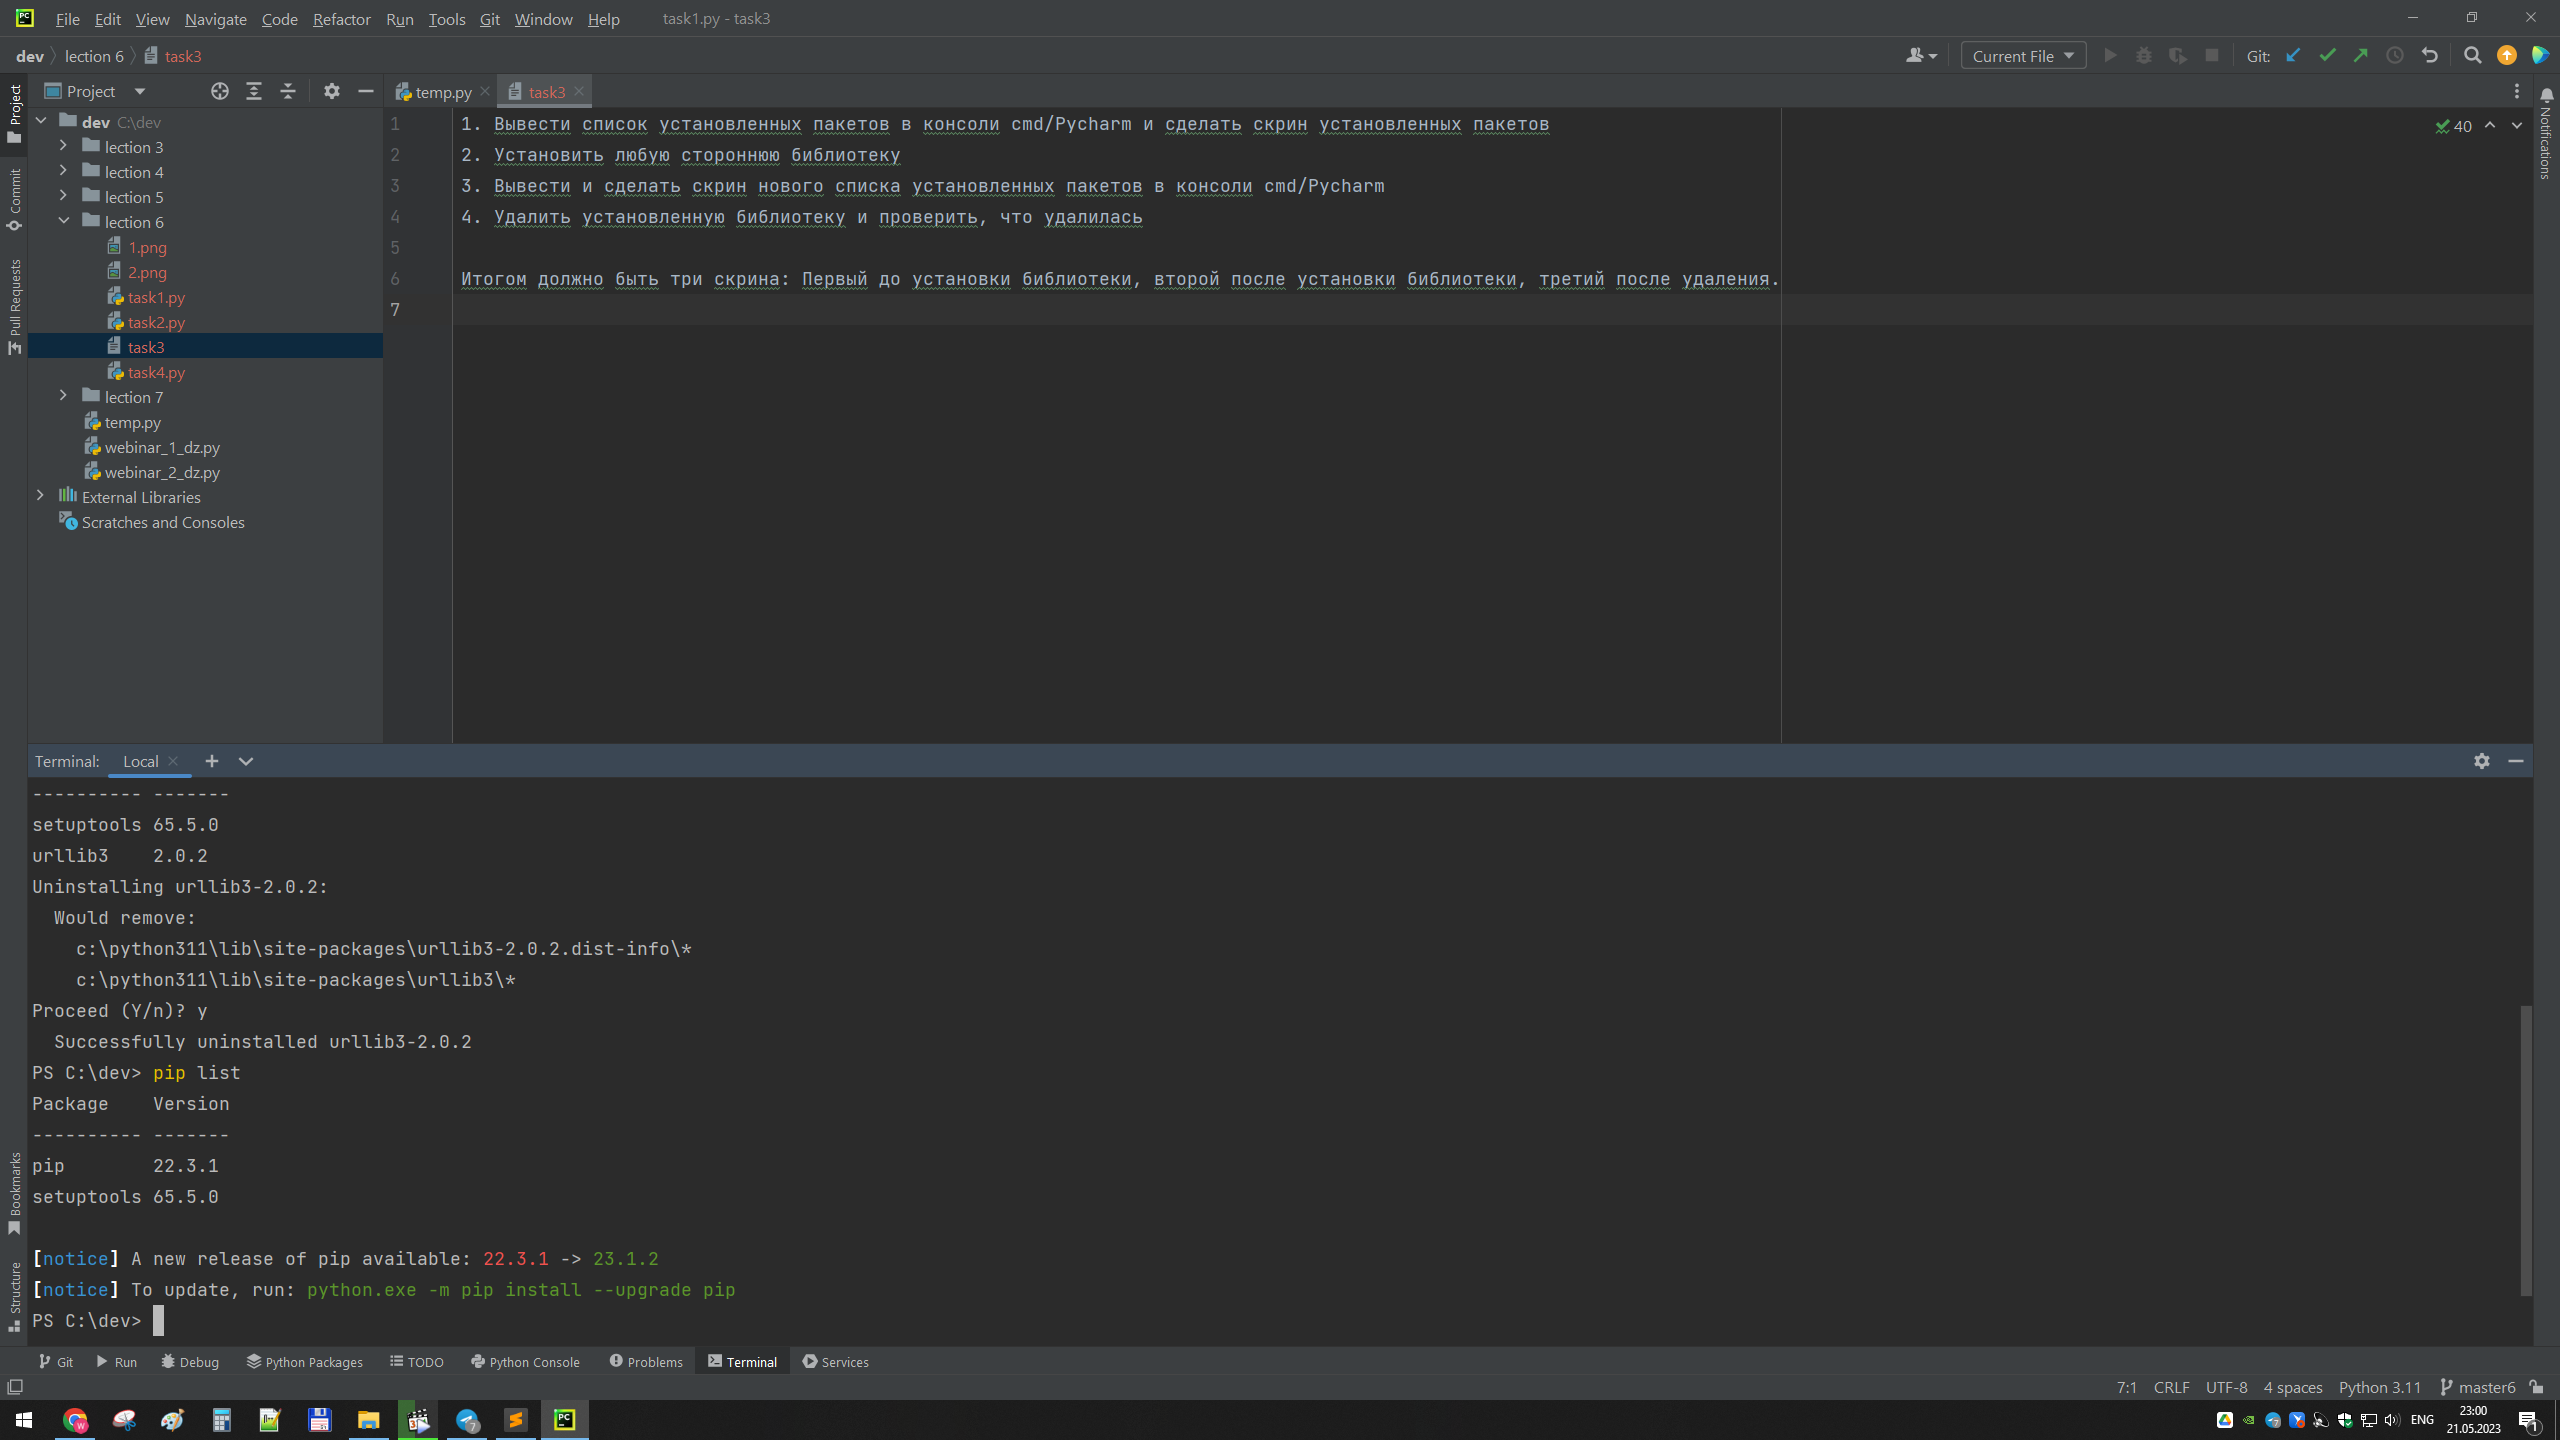 File Edit View Navigate Code Refactor Run Tools Git Window Help task1.py - task3
dev lection 6 task3 Current File Git:
Project
temp.py task3
Project
Commit
Pull Requests
Bookmarks
Structure
Notifications
dev C:\dev
lection 3
lection 4
lection 5
lection 6
1.png
2.png
task1.py
task2.py
task3
task4.py
lection 7
temp.py
webinar_1_dz.py
webinar_2_dz.py
External Libraries
Scratches and Consoles
40
1 1. Вывести список установленных пакетов в консоли cmd/Pycharm и сделать скрин установленных пакетов
2 2. Установить любую стороннюю библиотеку
3 3. Вывести и сделать скрин нового списка установленных пакетов в консоли cmd/Pycharm
4 4. Удалить установленную библиотеку и проверить, что удалилась
5
6 Итогом должно быть три скрина: Первый до установки библиотеки, второй после установки библиотеки, третий после удаления.
7
Terminal: Local
---------- -------
setuptools 65.5.0
urllib3    2.0.2
Uninstalling urllib3-2.0.2:
  Would remove:
    c:\python311\lib\site-packages\urllib3-2.0.2.dist-info\*
    c:\python311\lib\site-packages\urllib3\*
Proceed (Y/n)? y
  Successfully uninstalled urllib3-2.0.2
PS C:\dev> pip list
Package    Version
---------- -------
pip        22.3.1
setuptools 65.5.0
[notice] A new release of pip available: 22.3.1 -> 23.1.2
[notice] To update, run: python.exe -m pip install --upgrade pip
PS C:\dev>
Git Run Debug Python Packages TODO Python Console Problems Terminal Services
7:1 CRLF UTF-8 4 spaces Python 3.11 master6
ENG 23:00
21.05.2023